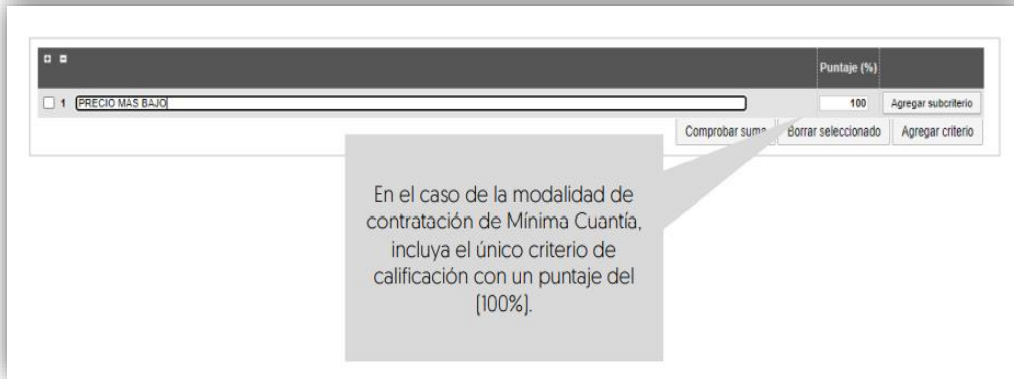 Puntaje (%)
1 PRECIO MAS BAJO 100 Agregar subcriterio
Comprobar suma Borrar seleccionado Agregar criterio
En el caso de la modalidad de
contratación de Mínima Cuantía,
incluya el único criterio de
calificación con un puntaje del
(100%).